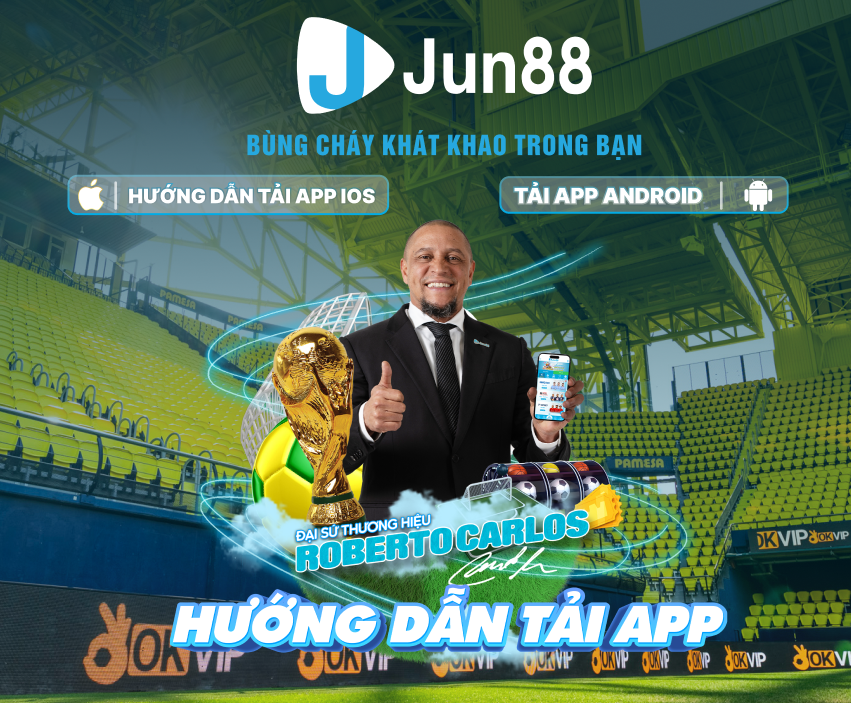 Jun88
BÙNG CHÁY KHÁT KHAO TRONG BẠN
HƯỚNG DẪN TẢI APP IOS
TẢI APP ANDROID
PAMESA
PAMESA
ĐẠI SỨ THƯƠNG HIỆU
ROBERTO CARLOS
OKVIP OKVIP
HƯỚNG DẪN TẢI APP
OKVIP OKVIP OKVIP OKVIP OKVIP OKVIP OKVIP